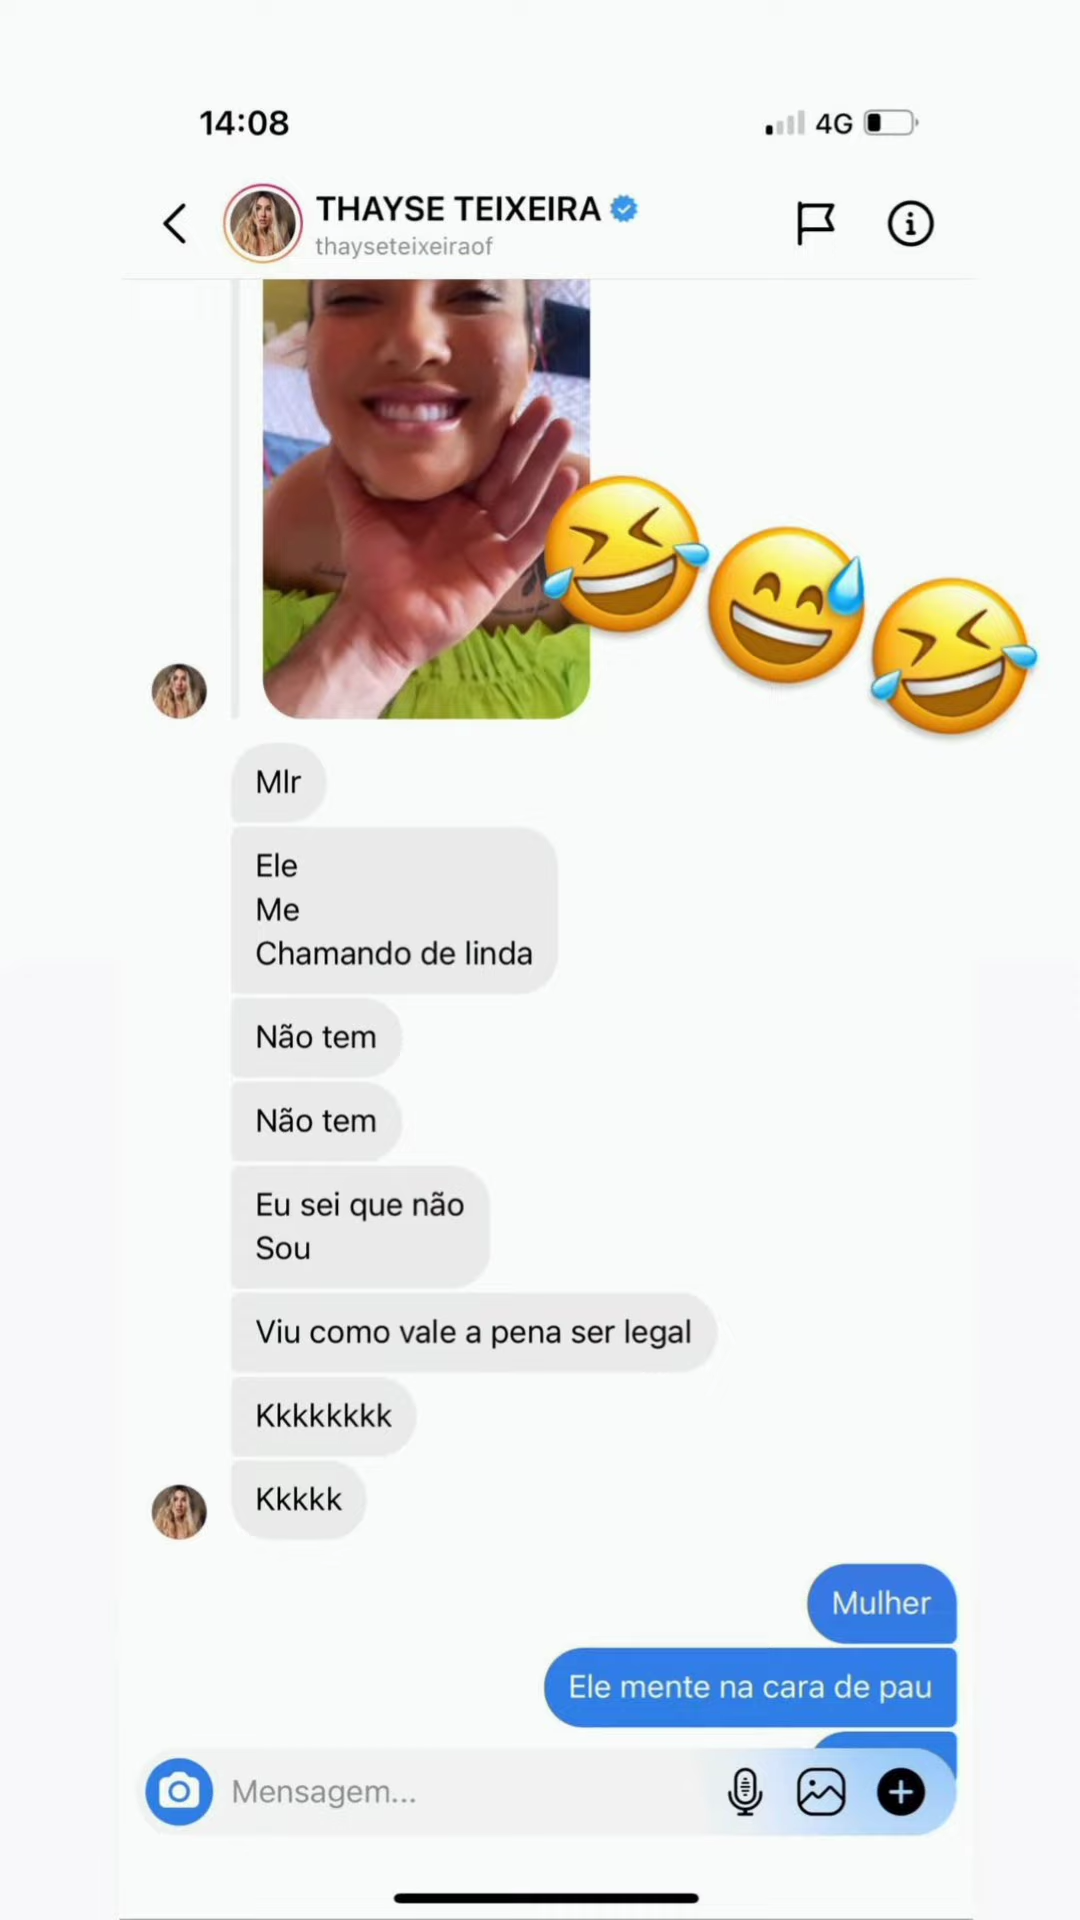 14:08
4G
THAYSE TEIXEIRA
thayseteixeiraof
Mlr
Ele
Me
Chamando de linda
Não tem
Não tem
Eu sei que não
Sou
Viu como vale a pena ser legal
Kkkkkkkk
Kkkkk
Mulher
Ele mente na cara de pau
Mensagem...